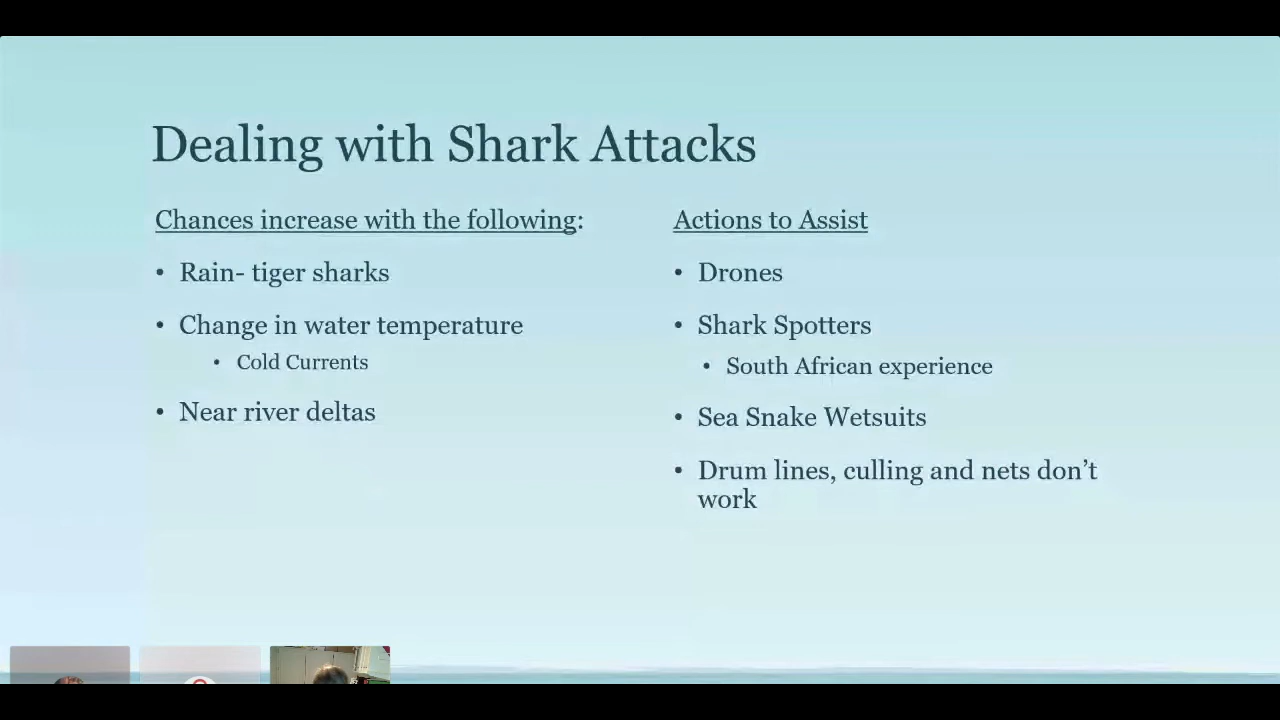 Dealing with Shark Attacks
Chances increase with the following:
• Rain- tiger sharks
• Change in water temperature
• Cold Currents
• Near river deltas
Actions to Assist
• Drones
• Shark Spotters
• South African experience
• Sea Snake Wetsuits
• Drum lines, culling and nets don’t
work